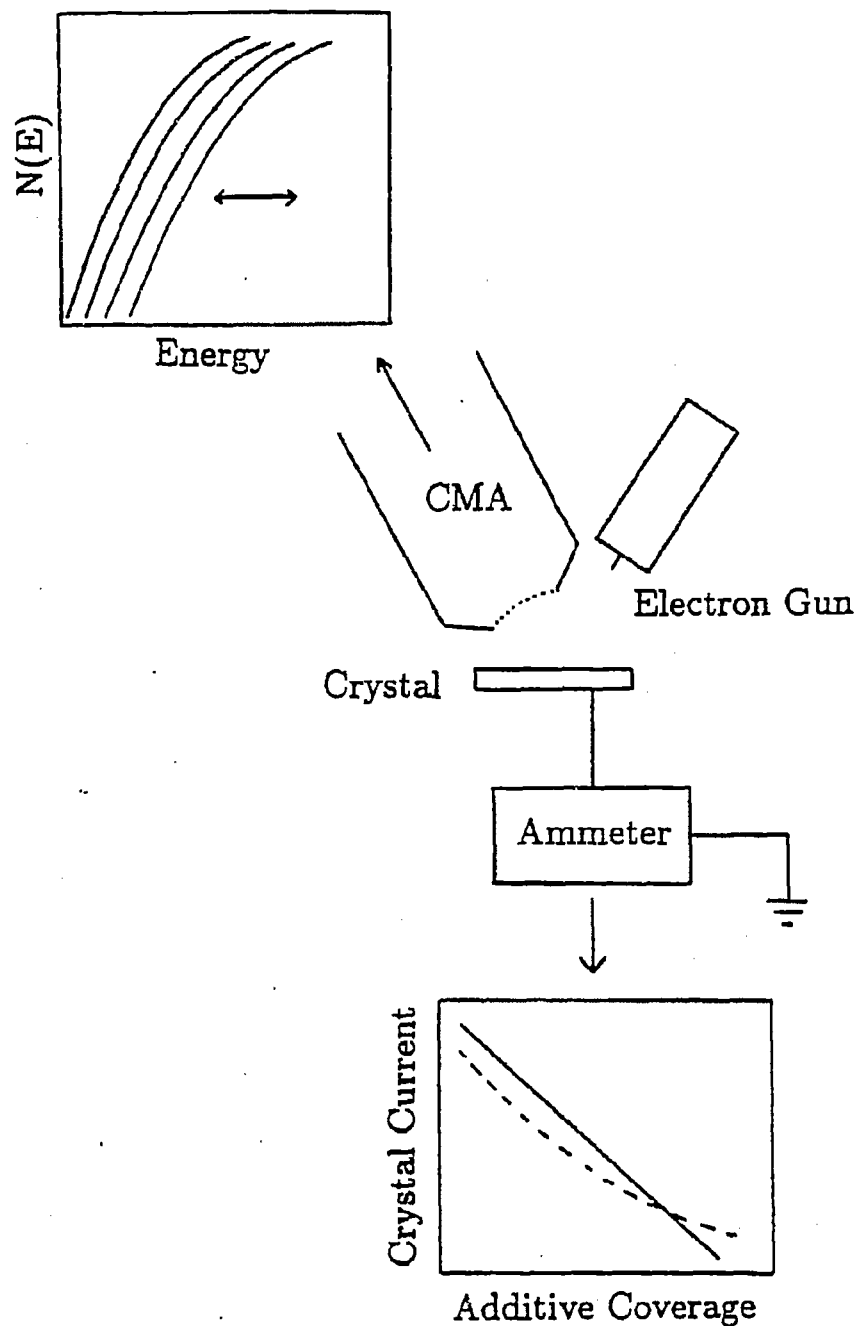 N(E)
Energy
CMA
Electron Gun
Crystal
Ammeter
Crystal Current
Additive Coverage